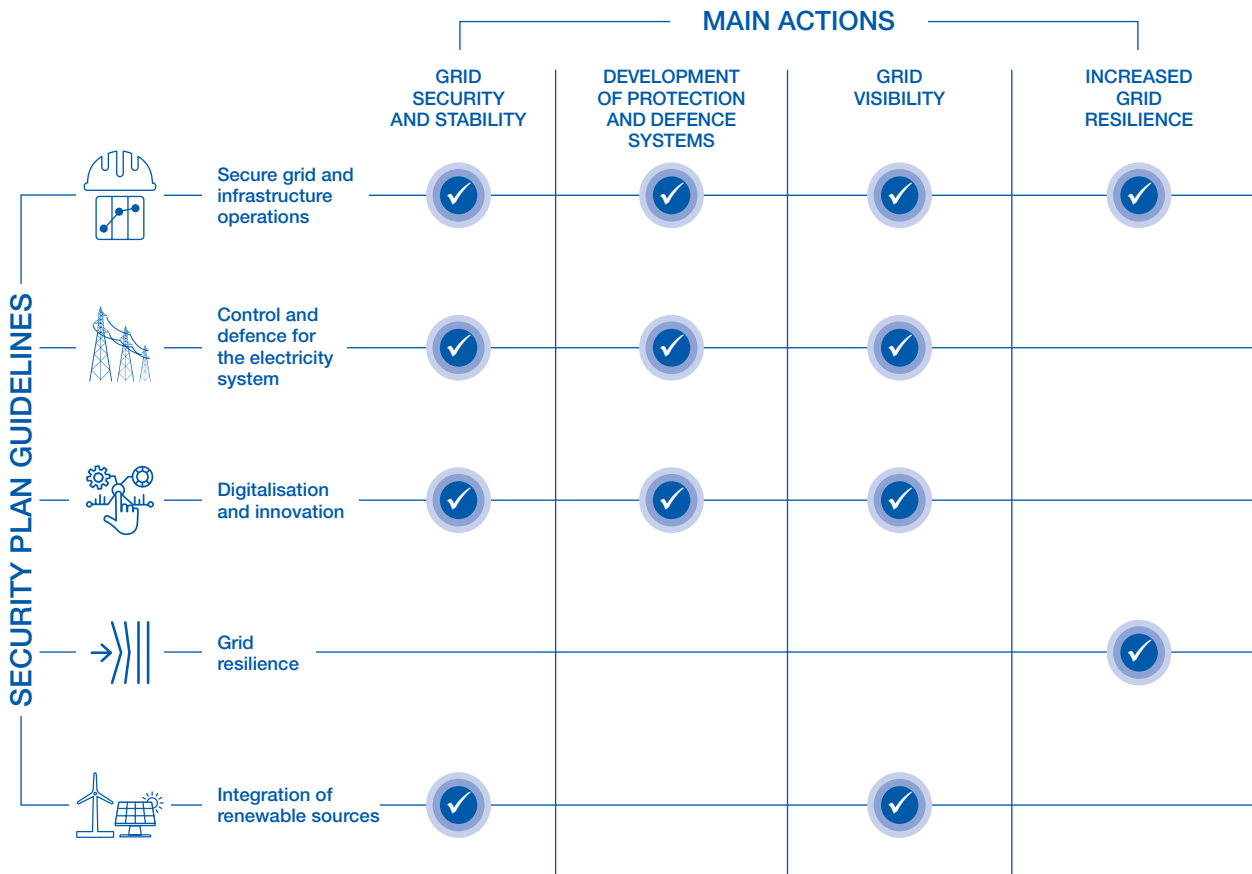 MAIN ACTIONS
GRID
SECURITY
AND STABILITY
DEVELOPMENT
OF PROTECTION
AND DEFENCE
SYSTEMS
GRID
VISIBILITY
INCREASED
GRID
RESILIENCE
SECURITY PLAN GUIDELINES
Secure grid and
infrastructure
operations
Control and
defence for
the electricity
system
Digitalisation
and innovation
Grid
resilience
Integration of
renewable sources